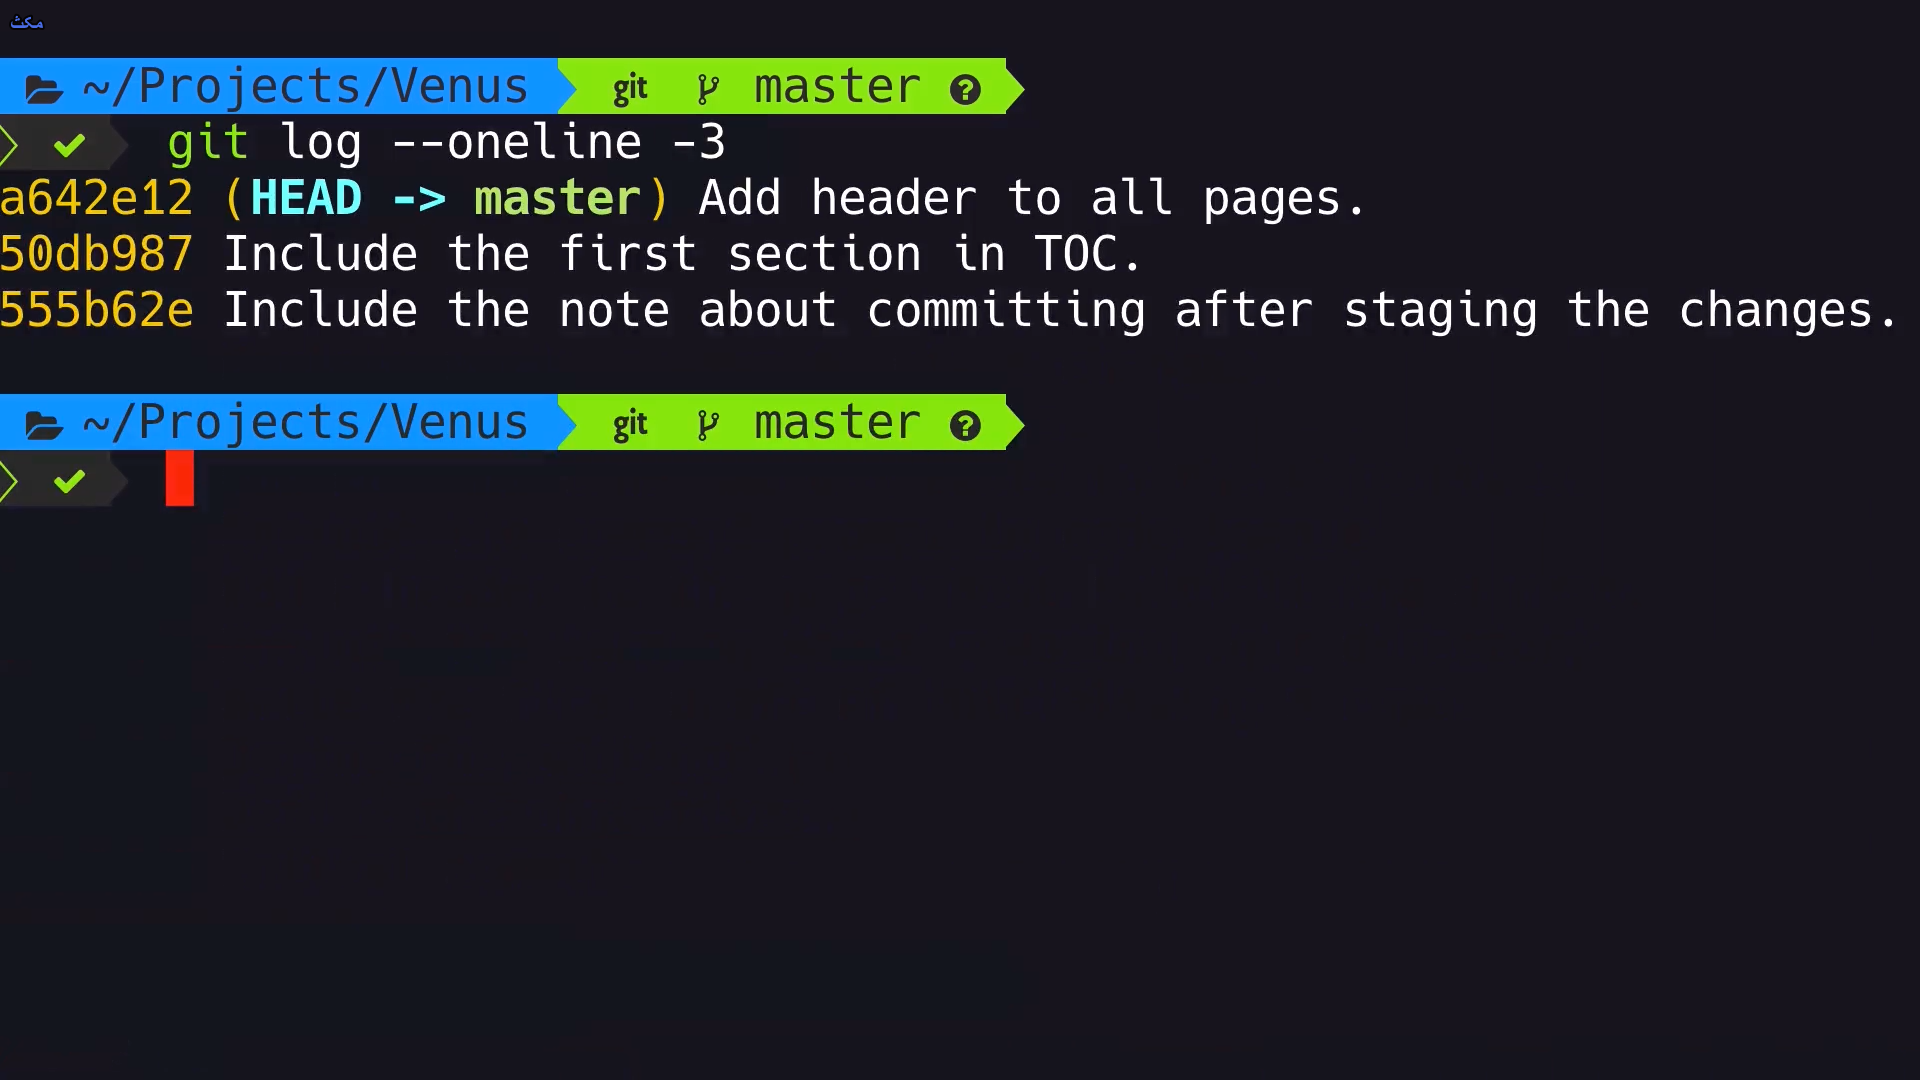 مكث
~/Projects/Venus git master ?
git log --oneline -3
a642e12 (HEAD -> master) Add header to all pages.
50db987 Include the first section in TOC.
555b62e Include the note about committing after staging the changes.
~/Projects/Venus git master ?